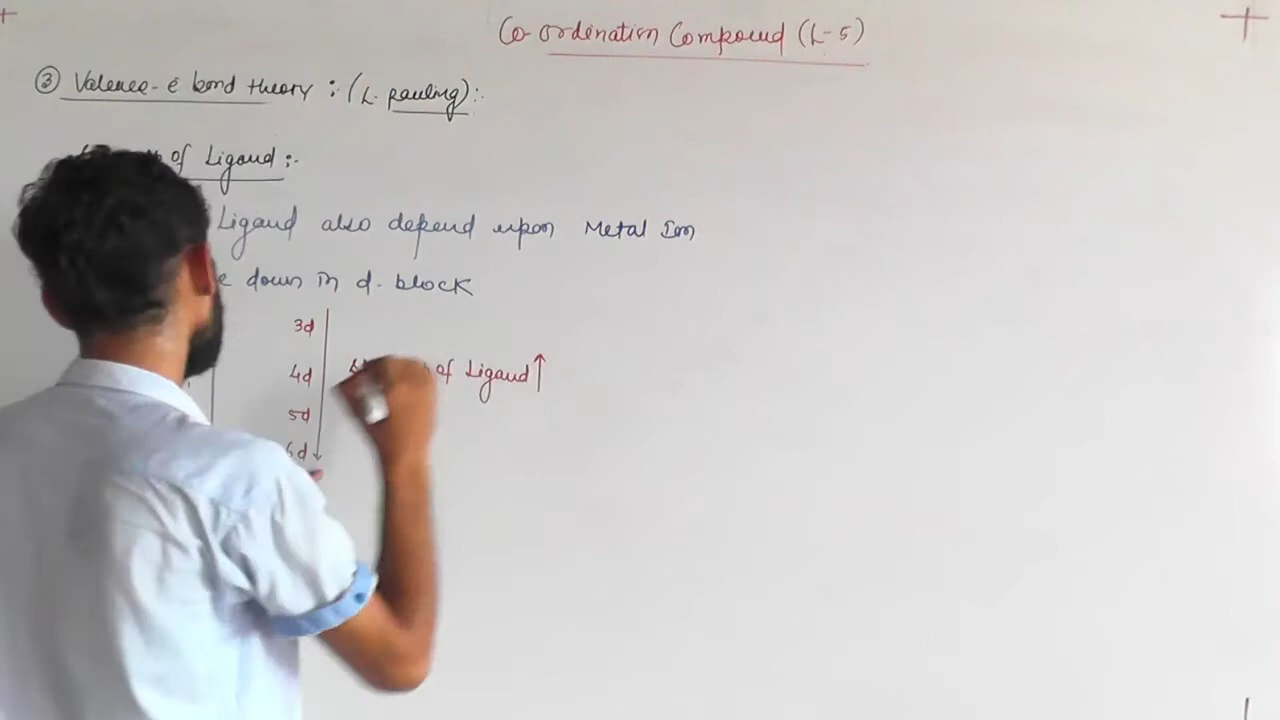 Co-ordination Compound (L-5)
③ Valence-e bond theory :- (L. pauling):-
of Ligand :-
Ligand also depend upon Metal Ion
down in d-block
3d
4d
of Ligand ↑
5d
6d